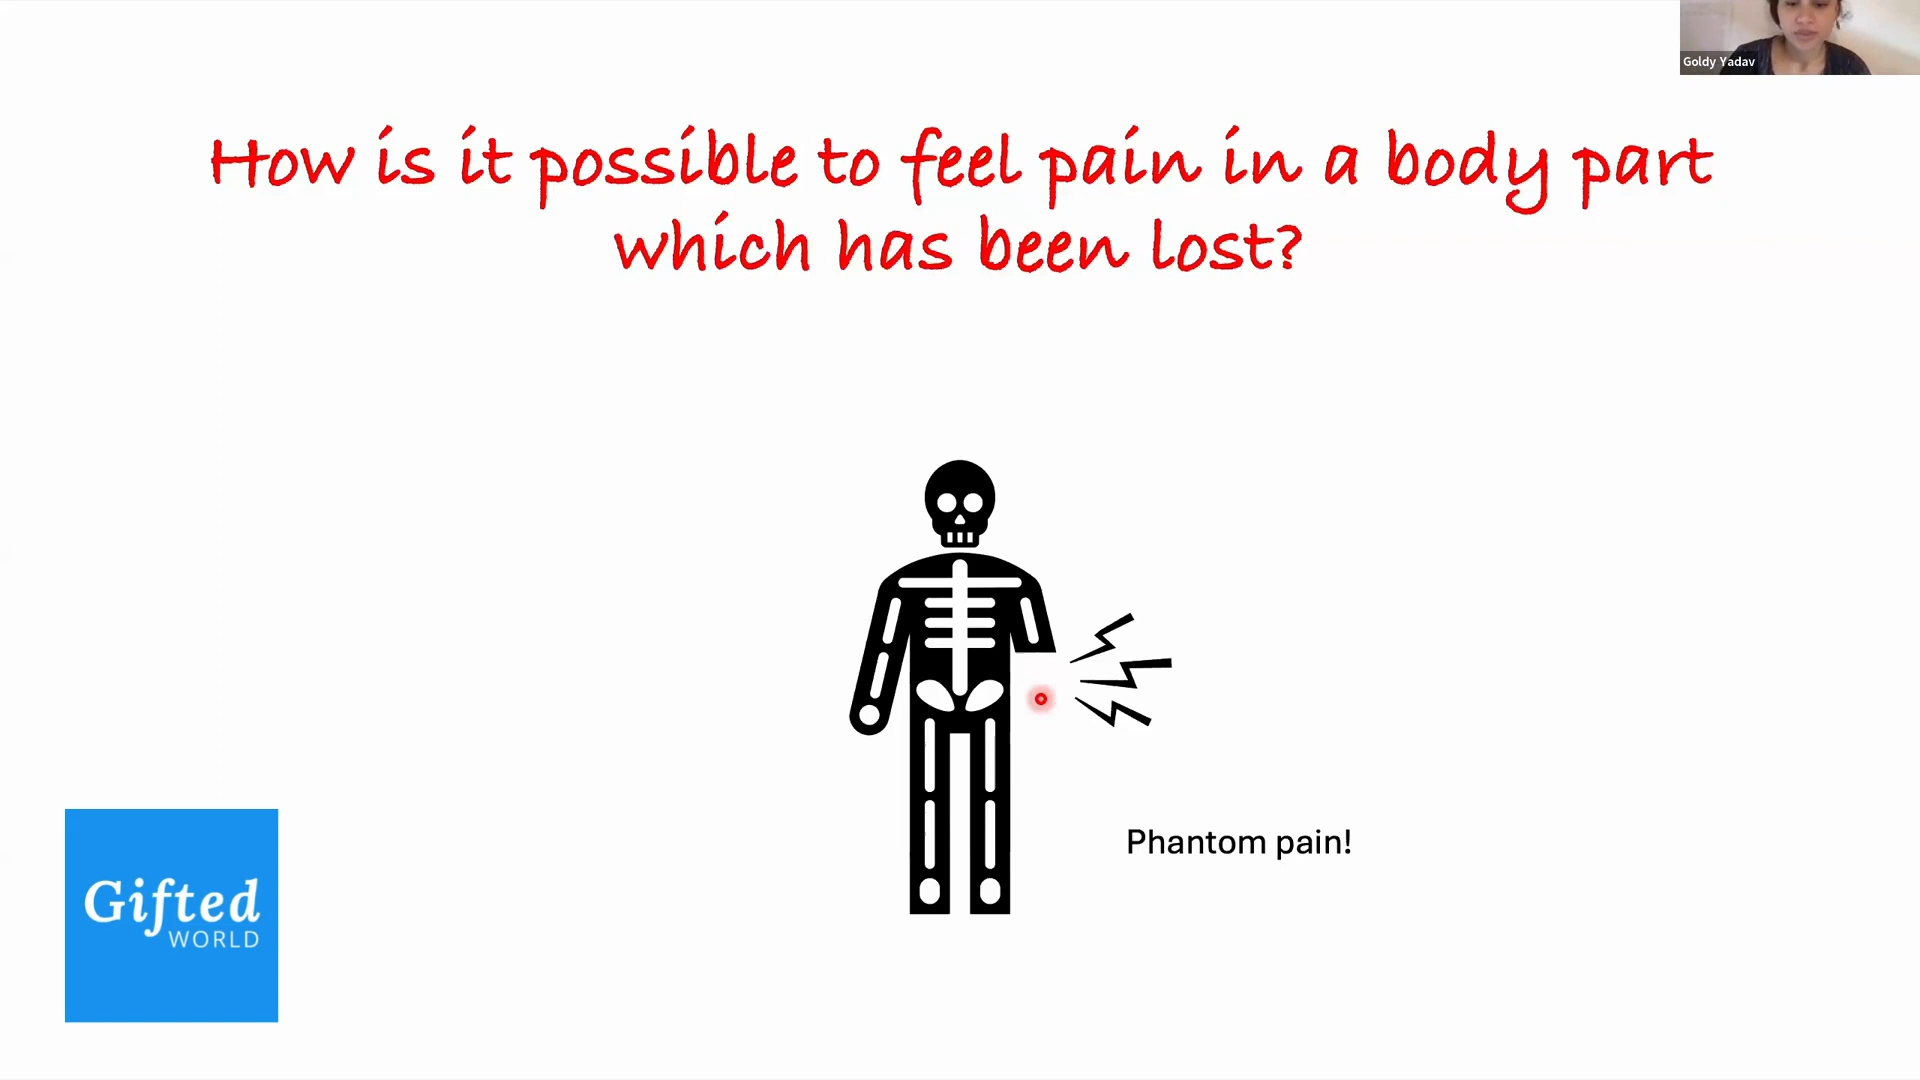 Goldy Yadav
How is it possible to feel pain in a body part
which has been lost?
Phantom pain!
Gifted
WORLD